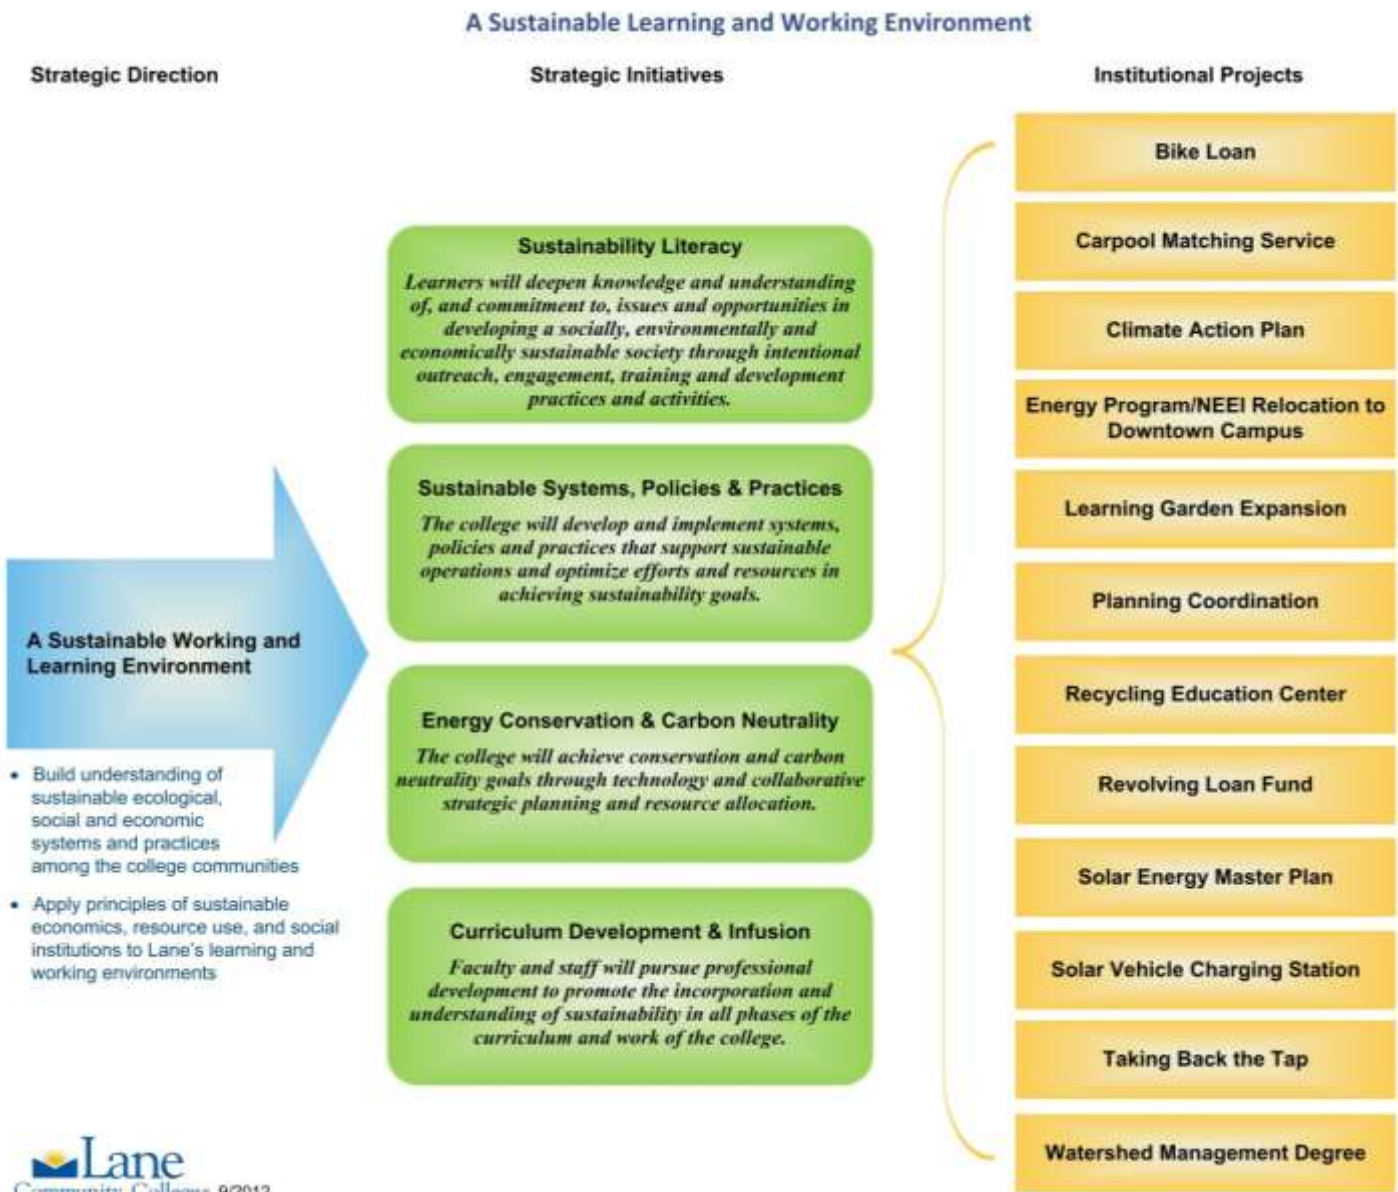 A Sustainable Learning and Working Environment
Strategic Direction
Strategic Initiatives
Institutional Projects
A Sustainable Working and
Learning Environment
• Build understanding of
sustainable ecological,
social and economic
systems and practices
among the college communities
• Apply principles of sustainable
economics, resource use, and social
institutions to Lane's learning and
working environments
Sustainability Literacy
Learners will deepen knowledge and understanding
of, and commitment to, issues and opportunities in
developing a socially, environmentally and
economically sustainable society through intentional
outreach, engagement, training and development
practices and activities.
Sustainable Systems, Policies & Practices
The college will develop and implement systems,
policies and practices that support sustainable
operations and optimize efforts and resources in
achieving sustainability goals.
Energy Conservation & Carbon Neutrality
The college will achieve conservation and carbon
neutrality goals through technology and collaborative
strategic planning and resource allocation.
Curriculum Development & Infusion
Faculty and staff will pursue professional
development to promote the incorporation and
understanding of sustainability in all phases of the
curriculum and work of the college.
Bike Loan
Carpool Matching Service
Climate Action Plan
Energy Program/NEEI Relocation to
Downtown Campus
Learning Garden Expansion
Planning Coordination
Recycling Education Center
Revolving Loan Fund
Solar Energy Master Plan
Solar Vehicle Charging Station
Taking Back the Tap
Watershed Management Degree
Lane
Community College 9/2012